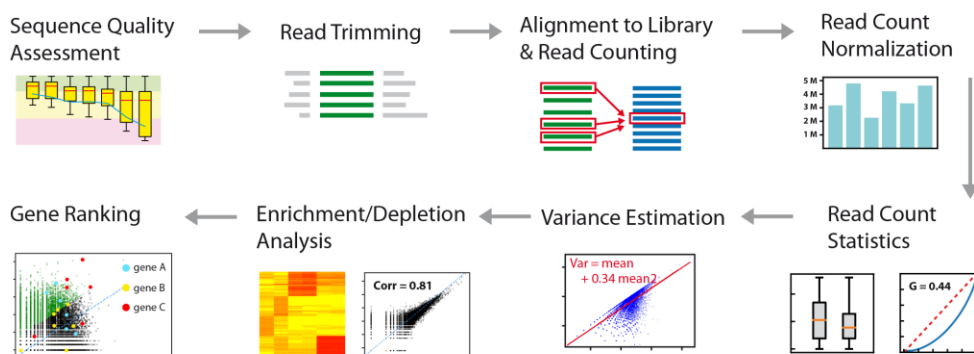 Sequence Quality
Assessment
Read Trimming
Alignment to Library
& Read Counting
Read Count
Normalization
5 M
4 M
3 M
2 M
1 M
Gene Ranking
gene A
gene B
gene C
Enrichment/Depletion
Analysis
Corr = 0.81
Variance Estimation
Var = mean
+ 0.34 mean2
Read Count
Statistics
G = 0.44